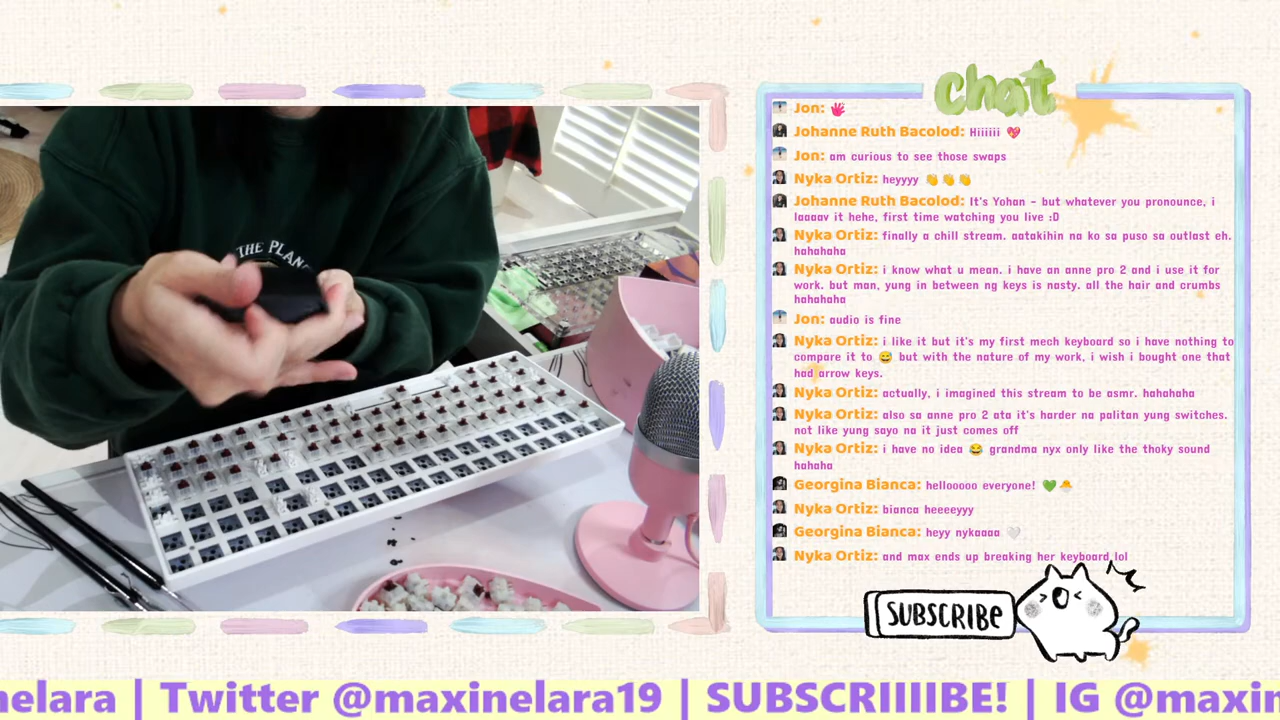 chat
Jon:
Johanne Ruth Bacolod: Hiiiiii 💖
Jon: am curious to see those swaps
Nyka Ortiz: heyyyy 👏 👏 👏
Johanne Ruth Bacolod: It's Yohan - but whatever you pronounce, i
laaaav it hehe, first time watching you live :D
Nyka Ortiz: finally a chill stream. aatakihin na ko sa puso sa outlast eh.
hahahaha
Nyka Ortiz: i know what u mean. i have an anne pro 2 and i use it for
work. but man, yung in between ng keys is nasty. all the hair and crumbs
hahahaha
Jon: audio is fine
Nyka Ortiz: i like it but it's my first mech keyboard so i have nothing to
compare it to 😅 but with the nature of my work, i wish i bought one that
had arrow keys.
Nyka Ortiz: actually, i imagined this stream to be asmr. hahahaha
Nyka Ortiz: also sa anne pro 2 ata it's harder na palitan yung switches.
not like yung sayo na it just comes off
Nyka Ortiz: i have no idea 😂 grandma nyx only like the thoky sound
hahaha
Georgina Bianca: hellooooo everyone! 💚🐣
Nyka Ortiz: bianca heeeeyyy
Georgina Bianca: heyy nykaaaa 🤍
Nyka Ortiz: and max ends up breaking her keyboard lol
THE PLAN
SUBSCRIBE
nelara | Twitter @maxinelara19 | SUBSCRIIIIBE! | IG @maxin